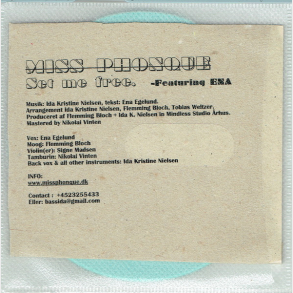 MISS PHONQUE
Set me free. -Featuring ENA
Musik: Ida Kristine Nielsen, tekst: Ena Egelund.
Arrangement Ida Kristine Nielsen, Flemming Bloch, Tobias Weltzer.
Produceret af Flemming Bloch + Ida K. Nielsen in Mindless Studio Århus.
Mastered by Nikolai Vinten
Vox: Ena Egelund
Moog: Flemming Bloch
Violin(er): Signe Madsen
Tamburin: Nikolai Vinten
Back vox & all other instruments: Ida Kristine Nielsen
INFO:
www.missphonque.dk
Contact : +4523255433
Eller: bassida@gmail.com